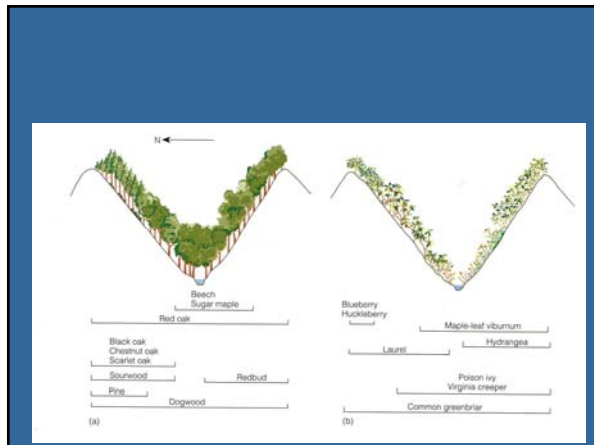 N
Beech
Sugar maple
Red oak
Black oak
Chestnut oak
Scarlet oak
Sourwood
Redbud
Pine
Dogwood
(a)
Blueberry
Huckleberry
Maple-leaf viburnum
Laurel
Hydrangea
Poison ivy
Virginia creeper
Common greenbriar
(b)